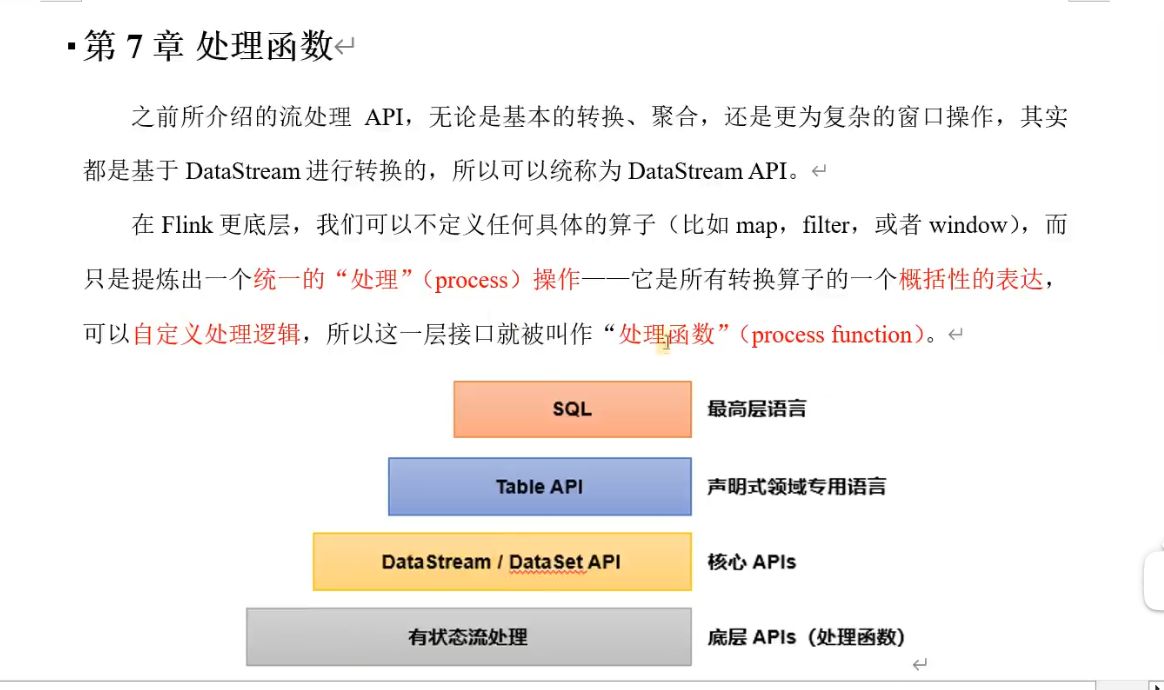 第 7 章 处理函数
之前所介绍的流处理 API，无论是基本的转换、聚合，还是更为复杂的窗口操作，其实
都是基于 DataStream 进行转换的，所以可以统称为 DataStream API。
在 Flink 更底层，我们可以不定义任何具体的算子（比如 map，filter，或者 window），而
只是提炼出一个统一的“处理”（process）操作——它是所有转换算子的一个概括性的表达，
可以自定义处理逻辑，所以这一层接口就被叫作“处理函数”（process function）。
SQL 最高层语言
Table API 声明式领域专用语言
DataStream / DataSet API 核心 APIs
有状态流处理 底层 APIs（处理函数）